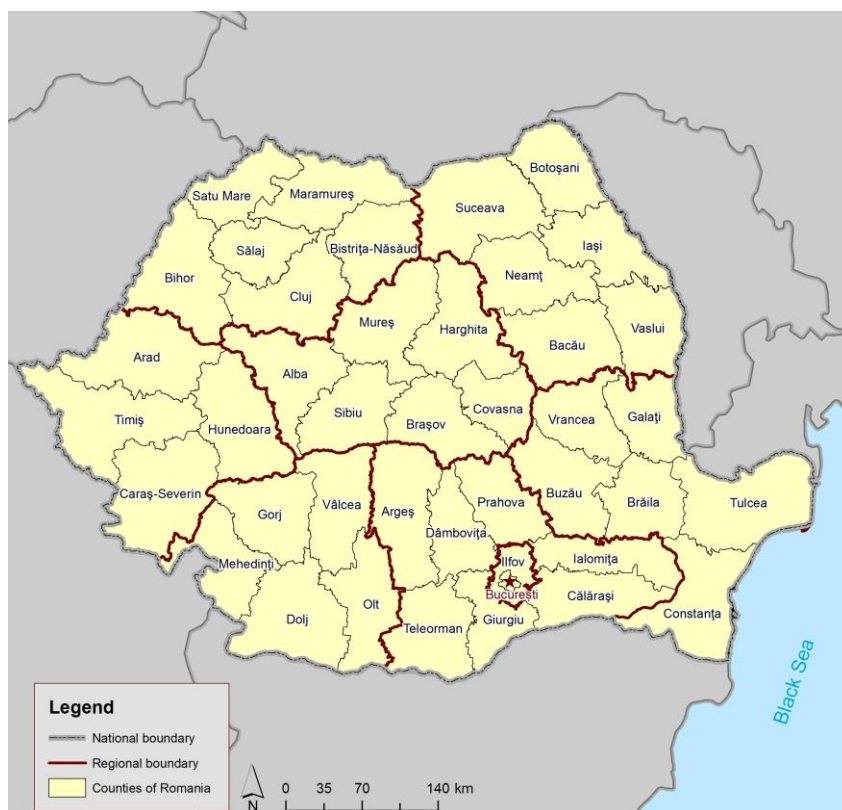 Botoşani
Satu Mare
Maramureş
Suceava
Sălaj
Bistriţa-Năsăud
Iaşi
Bihor
Neamţ
Cluj
Mureş
Harghita
Vaslui
Bacău
Arad
Alba
Sibiu
Braşov
Covasna
Timiş
Hunedoara
Vrancea
Galaţi
Caraş-Severin
Gorj
Vâlcea
Argeş
Prahova
Buzău
Brăila
Tulcea
Dâmboviţa
Mehedinţi
Ilfov
Ialomiţa
Bucureşti
Călăraşi
Olt
Dolj
Teleorman
Giurgiu
Constanţa
Black Sea
Legend
National boundary
Regional boundary
Counties of Romania
N
0 35 70 140 km